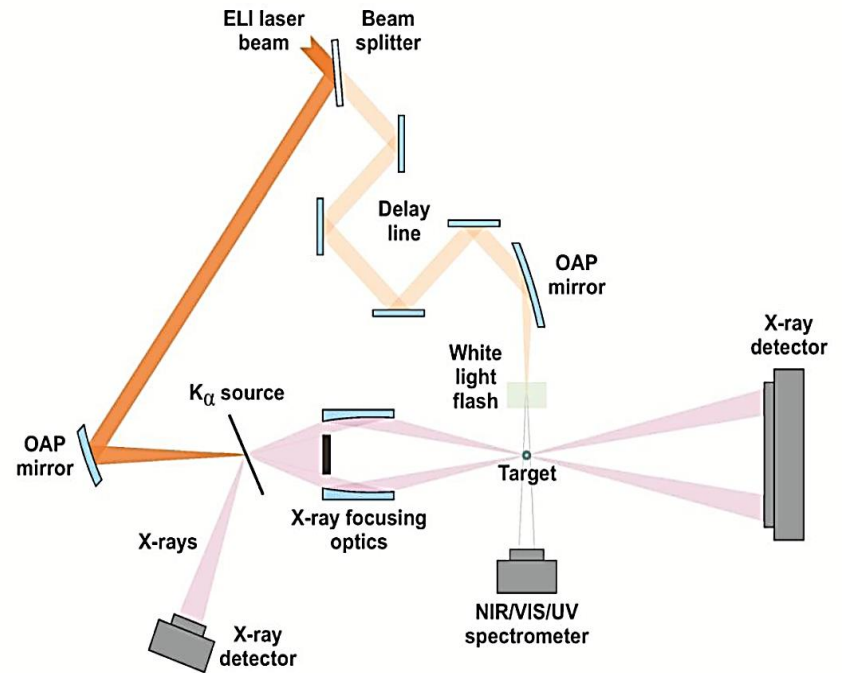 ELI laser
beam
Beam
splitter
Delay
line
OAP
mirror
X-ray
detector
White
light
flash
Kα source
OAP
mirror
Target
X-ray focusing
optics
X-rays
NIR/VIS/UV
spectrometer
X-ray
detector